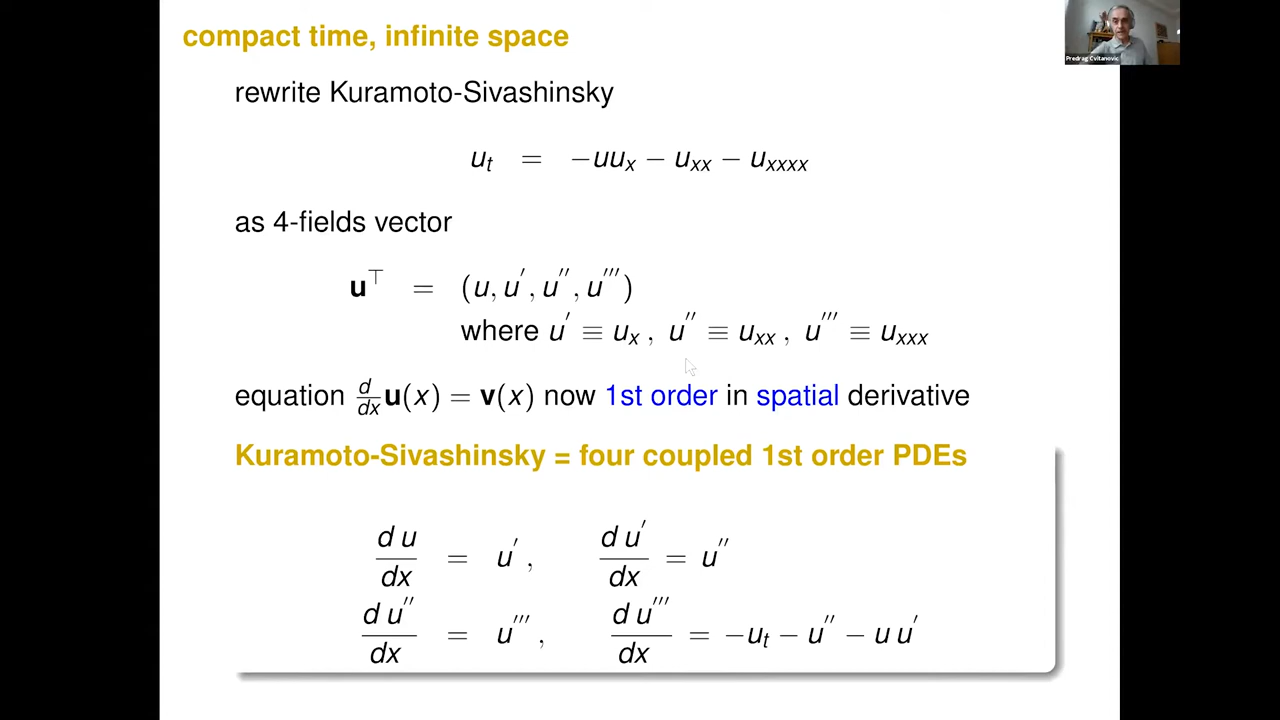 compact time, infinite space
Predrag Cvitanovic
rewrite Kuramoto-Sivashinsky
u_t = −uu_x − u_xx − u_xxxx
as 4-fields vector
u^⊤ = (u, u′, u″, u‴)
where u′ ≡ u_x , u″ ≡ u_xx , u‴ ≡ u_xxx
equation d/dx u(x) = v(x) now 1st order in spatial derivative
Kuramoto-Sivashinsky = four coupled 1st order PDEs
du/dx = u′ , du′/dx = u″
du″/dx = u‴ , du‴/dx = −u_t − u″ − u u′